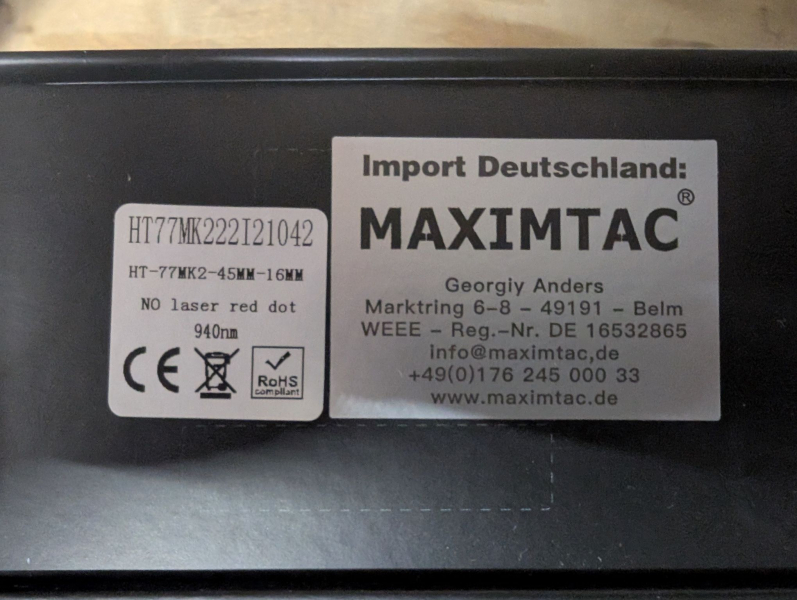 HT77MK222I21042
HT-77MK2-45MM-16MM
NO laser red dot
940nm
CE
RoHS
compliant
Import Deutschland:
MAXIMTAC®
Georgiy Anders
Marktring 6-8 - 49191 - Belm
WEEE - Reg.-Nr. DE 16532865
info@maximtac,de
+49(0)176 245 000 33
www.maximtac.de